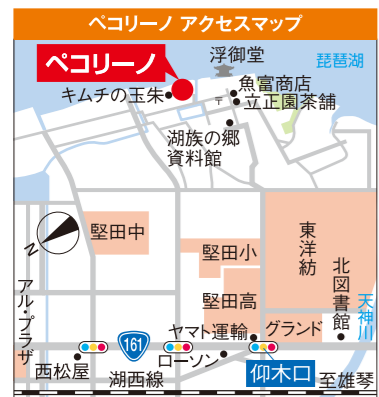 ペコリーノ アクセスマップ
浮御堂
琵琶湖
ペコリーノ
キムチの玉朱
魚富商店
〒
立正園茶舗
湖族の郷
資料館
N
堅田中
堅田小
東洋紡
北図書館
堅田高
天神川
アル・プラザ
161
ヤマト運輸
グランド
西松屋
ローソン
仰木口
湖西線
至雄琴